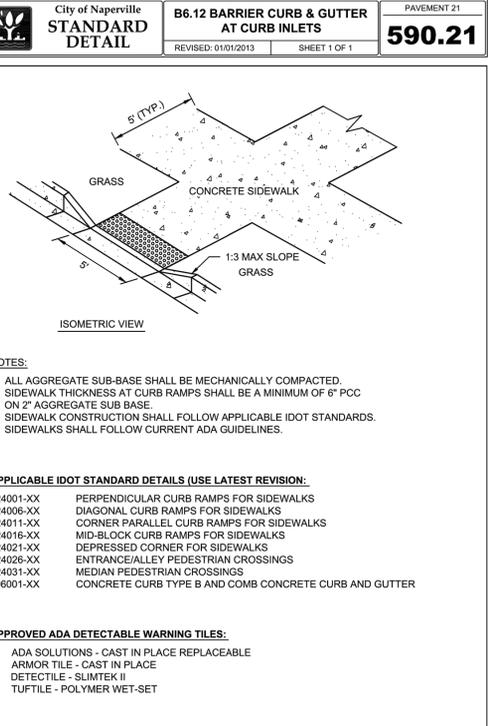 City of Naperville
STANDARD
DETAIL
B6.12 BARRIER CURB & GUTTER
AT CURB INLETS
REVISED: 01/01/2013
SHEET 1 OF 1
PAVEMENT 21
590.21
5' (TYP.)
GRASS
CONCRETE SIDEWALK
1:3 MAX SLOPE
GRASS
5'
ISOMETRIC VIEW
OTES:
ALL AGGREGATE SUB-BASE SHALL BE MECHANICALLY COMPACTED.
SIDEWALK THICKNESS AT CURB RAMPS SHALL BE A MINIMUM OF 6" PCC
ON 2" AGGREGATE SUB BASE.
SIDEWALK CONSTRUCTION SHALL FOLLOW APPLICABLE IDOT STANDARDS.
SIDEWALKS SHALL FOLLOW CURRENT ADA GUIDELINES.
PPLICABLE IDOT STANDARD DETAILS (USE LATEST REVISION:
4001-XX PERPENDICULAR CURB RAMPS FOR SIDEWALKS
4006-XX DIAGONAL CURB RAMPS FOR SIDEWALKS
4011-XX CORNER PARALLEL CURB RAMPS FOR SIDEWALKS
4016-XX MID-BLOCK CURB RAMPS FOR SIDEWALKS
4021-XX DEPRESSED CORNER FOR SIDEWALKS
4026-XX ENTRANCE/ALLEY PEDESTRIAN CROSSINGS
4031-XX MEDIAN PEDESTRIAN CROSSINGS
6001-XX CONCRETE CURB TYPE B AND COMB CONCRETE CURB AND GUTTER
PPROVED ADA DETECTABLE WARNING TILES:
ADA SOLUTIONS - CAST IN PLACE REPLACEABLE
ARMOR TILE - CAST IN PLACE
DETECTILE - SLIMTEK II
TUFTILE - POLYMER WET-SET